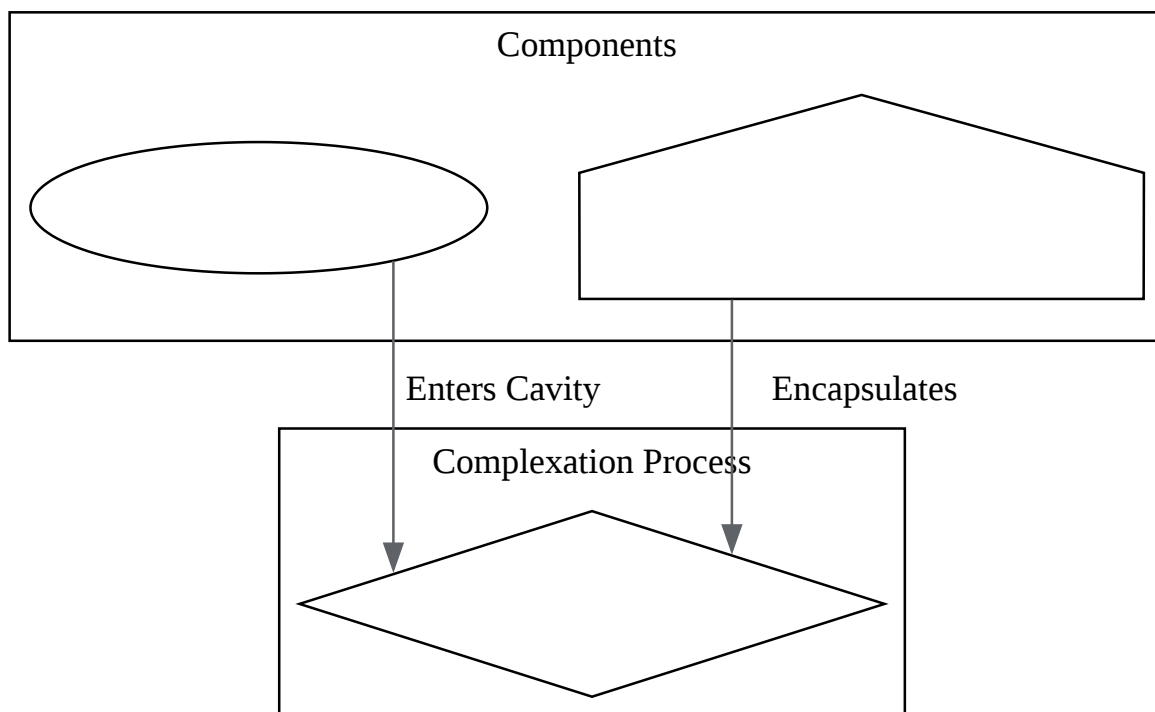 Components
Enters Cavity
Encapsulates
Complexation Process